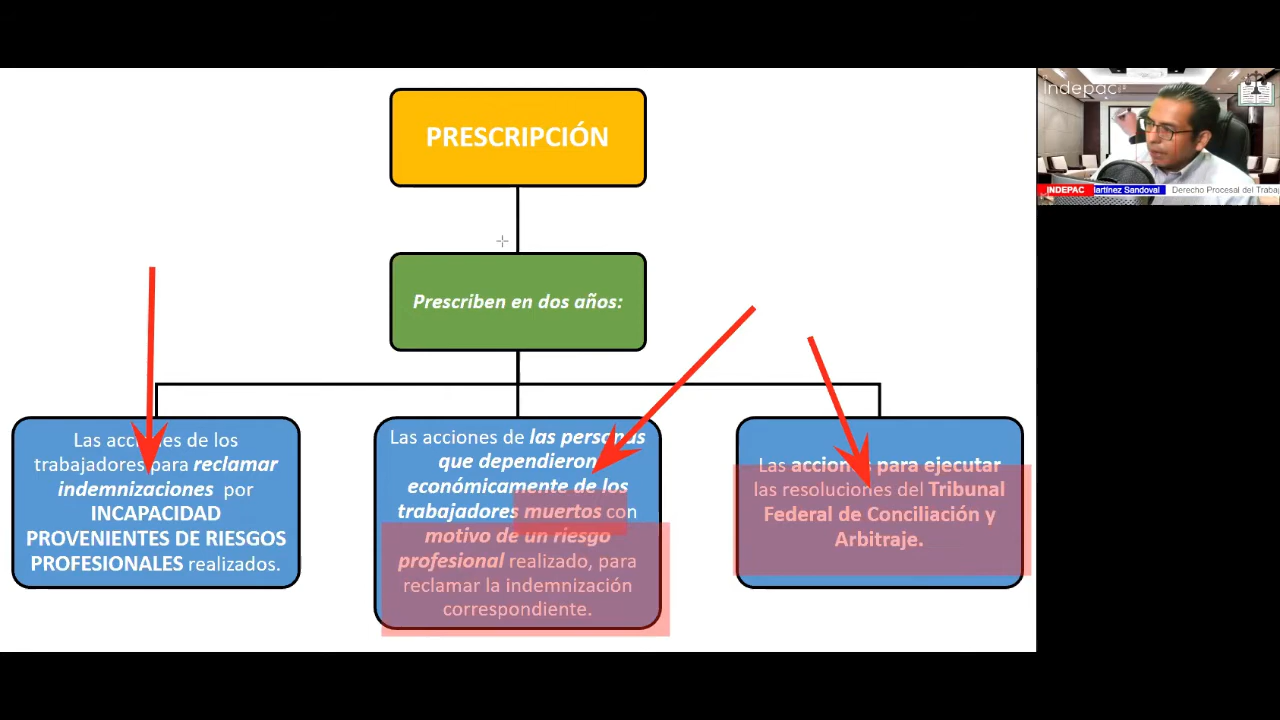 PRESCRIPCIÓN
Prescriben en dos años:
Las acciones de los
trabajadores para reclamar
indemnizaciones por
INCAPACIDAD
PROVENIENTES DE RIESGOS
PROFESIONALES realizados.
Las acciones de las personas
que dependieron
económicamente de los
trabajadores muertos con
motivo de un riesgo
profesional realizado, para
reclamar la indemnización
correspondiente.
Las acciones para ejecutar
las resoluciones del Tribunal
Federal de Conciliación y
Arbitraje.
Indepac
INDEPAC Martínez Sandoval Derecho Procesal del Traba